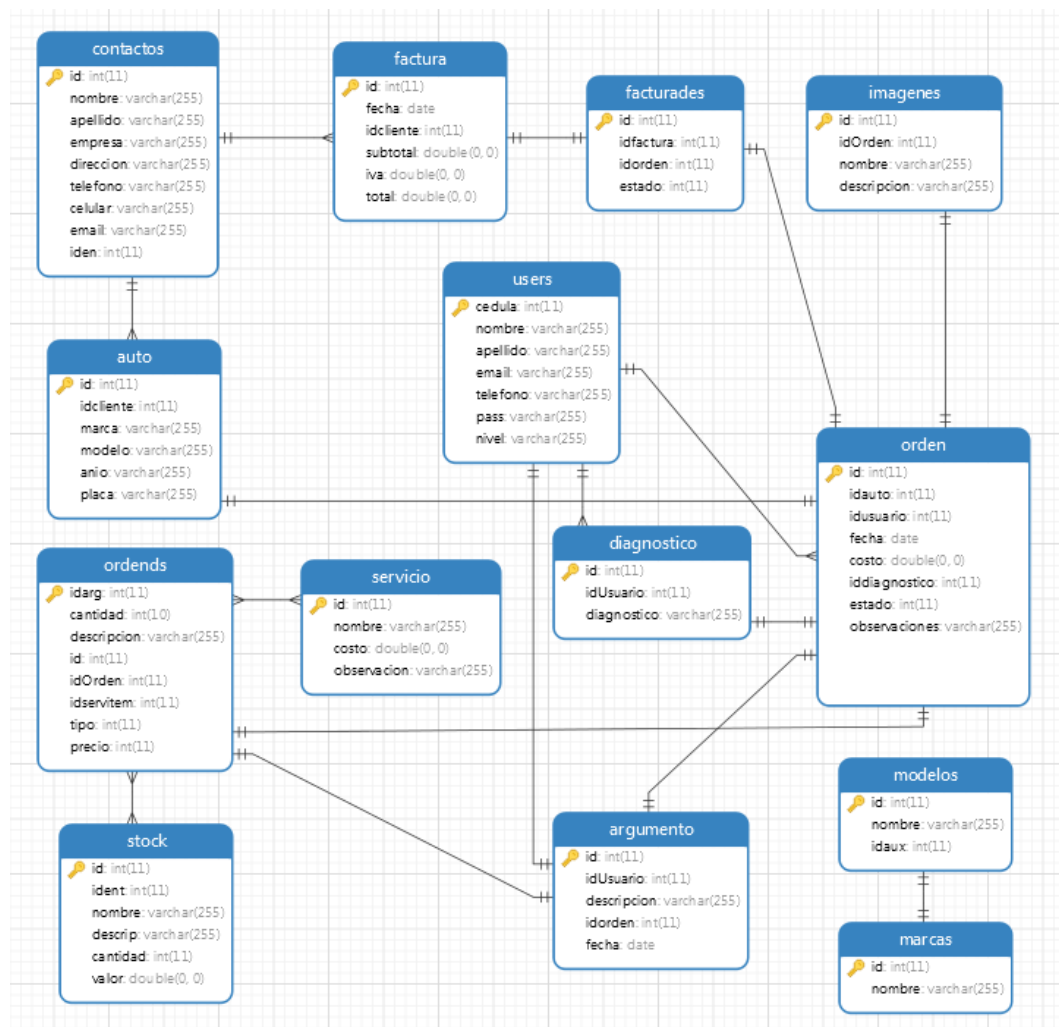 contactos
id: int(11)
nombre: varchar(255)
apellido: varchar(255)
empresa: varchar(255)
direccion: varchar(255)
telefono: varchar(255)
celular: varchar(255)
email: varchar(255)
iden: int(11)
factura
id: int(11)
fecha: date
idcliente: int(11)
subtotal: double(0, 0)
iva: double(0, 0)
total: double(0, 0)
facturades
id: int(11)
idfactura: int(11)
idorden: int(11)
estado: int(11)
imagenes
id: int(11)
idOrden: int(11)
nombre: varchar(255)
descripcion: varchar(255)
users
cedula: int(11)
nombre: varchar(255)
apellido: varchar(255)
email: varchar(255)
telefono: varchar(255)
pass: varchar(255)
nivel: varchar(255)
auto
id: int(11)
idcliente: int(11)
marca: varchar(255)
modelo: varchar(255)
anio: varchar(255)
placa: varchar(255)
orden
id: int(11)
idauto: int(11)
idusuario: int(11)
fecha: date
costo: double(0, 0)
iddiagnostico: int(11)
estado: int(11)
observaciones: varchar(255)
diagnostico
id: int(11)
idUsuario: int(11)
diagnostico: varchar(255)
ordends
idarg: int(11)
cantidad: int(10)
descripcion: varchar(255)
id: int(11)
idOrden: int(11)
idservitem: int(11)
tipo: int(11)
precio: int(11)
servicio
id: int(11)
nombre: varchar(255)
costo: double(0, 0)
observacion: varchar(255)
modelos
id: int(11)
nombre: varchar(255)
idaux: int(11)
argumento
id: int(11)
idUsuario: int(11)
descripcion: varchar(255)
idorden: int(11)
fecha: date
stock
id: int(11)
ident: int(11)
nombre: varchar(255)
descrip: varchar(255)
cantidad: int(11)
valor: double(0, 0)
marcas
id: int(11)
nombre: varchar(255)